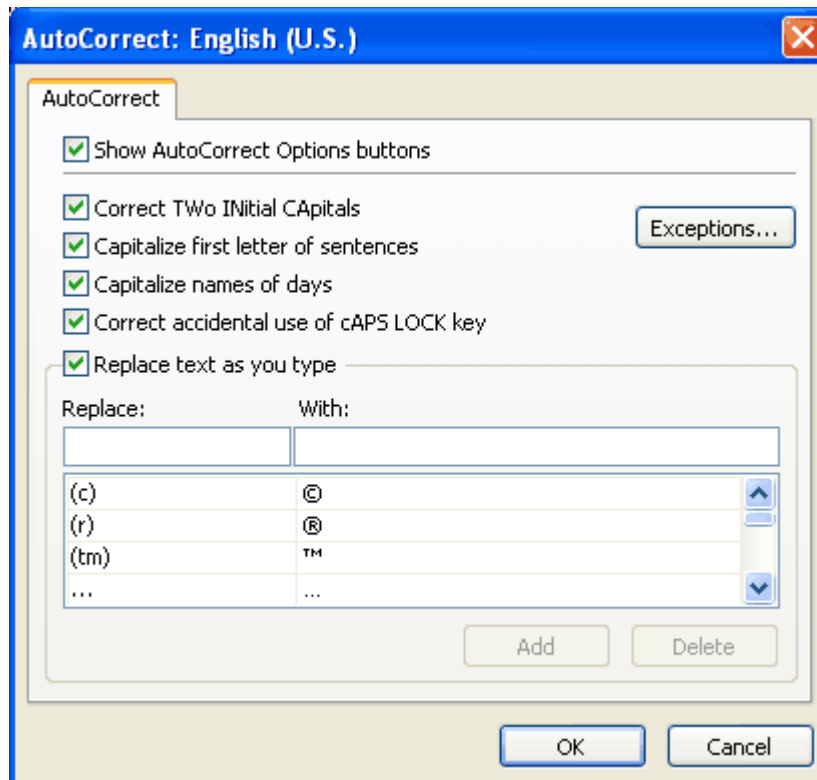 AutoCorrect: English (U.S.)
AutoCorrect
Show AutoCorrect Options buttons
Correct TWo INitial CApitals
Exceptions...
Capitalize first letter of sentences
Capitalize names of days
Correct accidental use of cAPS LOCK key
Replace text as you type
Replace: With:
(c) ©
(r) ®
(tm) ™
... …
Add Delete
OK Cancel